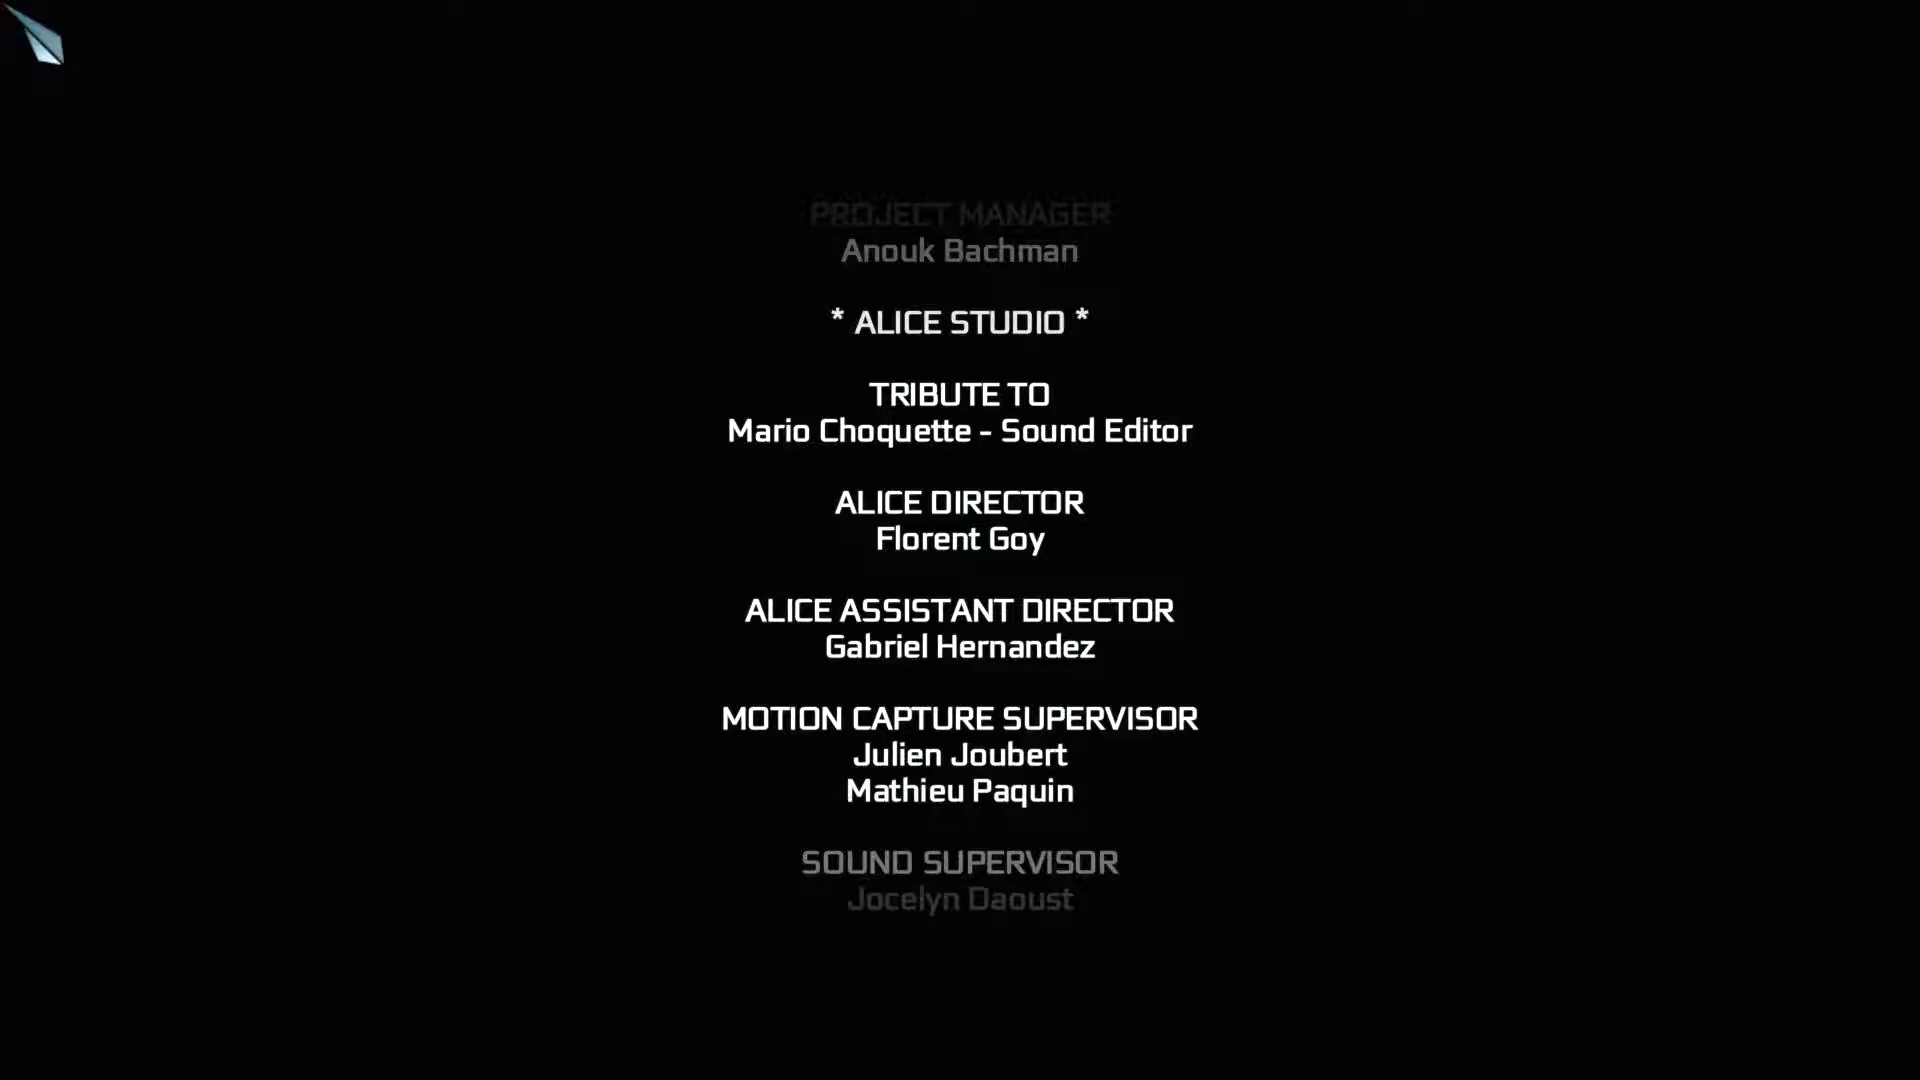 PROJECT MANAGER
Anouk Bachman
* ALICE STUDIO *
TRIBUTE TO
Mario Choquette - Sound Editor
ALICE DIRECTOR
Florent Goy
ALICE ASSISTANT DIRECTOR
Gabriel Hernandez
MOTION CAPTURE SUPERVISOR
Julien Joubert
Mathieu Paquin
SOUND SUPERVISOR
Jocelyn Daoust